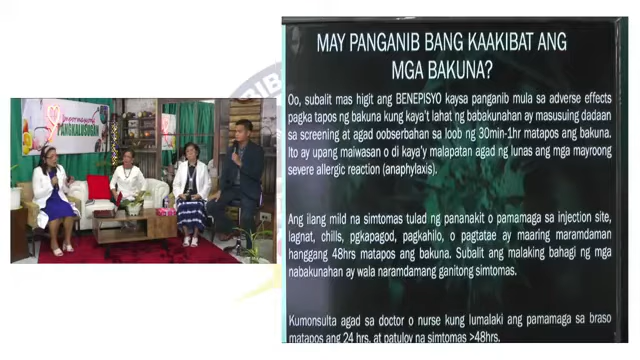 PANGKALUSUGAN
MAY PANGANIB BANG KAAKIBAT ANG
MGA BAKUNA?
Oo, subalit mas higit ang BENEPISYO kaysa panganib mula sa adverse effects
pagka tapos ng bakuna kung kaya't lahat ng babakunahan ay masusuing dadaan
sa screening at agad oobserbahan sa loob ng 30min-1hr matapos ang bakuna.
Ito ay upang maiwasan o di kaya'y malapatan agad ng lunas ang mga mayroong
severe allergic reaction (anaphylaxis).
Ang ilang mild na simtomas tulad ng pananakit o pamamaga sa injection site,
lagnat, chills, pgkapagod, pagkahilo, o pagtatae ay maaring maramdaman
hanggang 48hrs matapos ang bakuna. Subalit ang malaking bahagi ng mga
nabakunahan ay wala naramdamang ganitong simtomas.
Kumonsulta agad sa doctor o nurse kung lumalaki ang pamamaga sa braso
matapos ang 24 hrs. at patuloy na simtomas >48hrs.